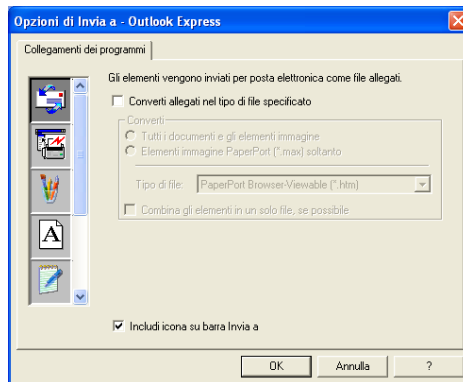 Opzioni di Invia a - Outlook Express
Collegamenti dei programmi
Gli elementi vengono inviati per posta elettronica come file allegati.
Converti allegati nel tipo di file specificato
Converti
Tutti i documenti e gli elementi immagine
Elementi immagine PaperPort (*.max) soltanto
Tipo di file: PaperPort Browser-Viewable (*.htm)
Combina gli elementi in un solo file, se possibile
A
Includi icona su barra Invia a
OK Annulla ?